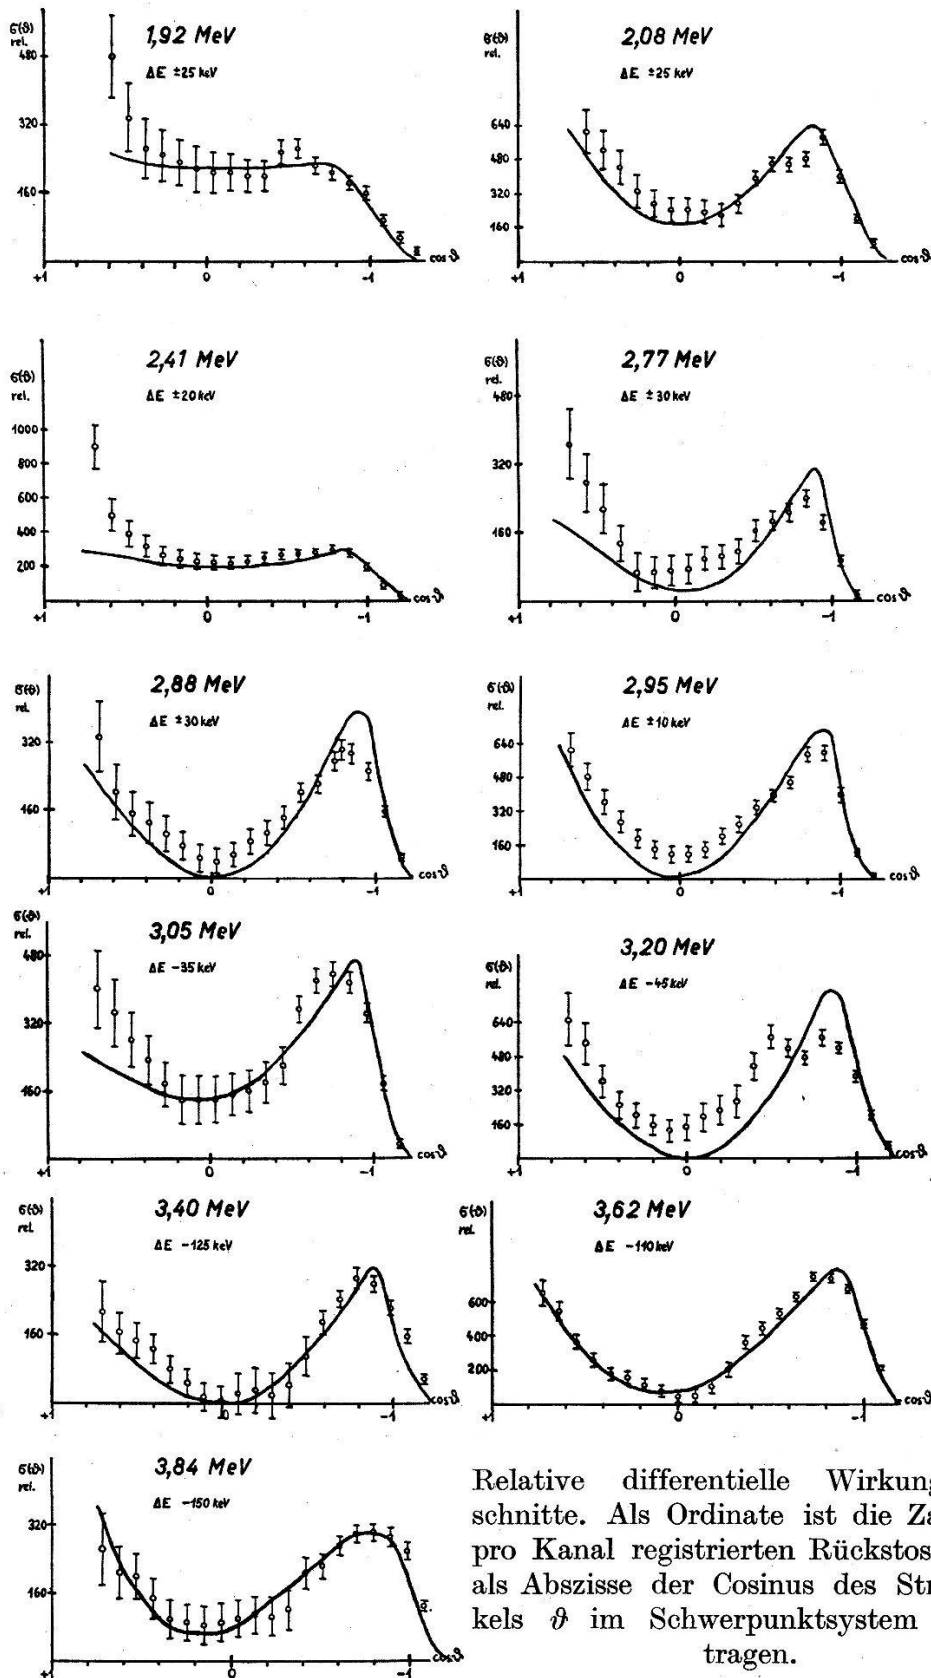 1,92 MeV
ΔE ±25 keV
σ(ϑ)
rel.
480
320
160
+1 0 -1 cos ϑ
2,08 MeV
ΔE ±25 keV
σ(ϑ)
rel.
640
480
320
160
+1 0 -1 cos ϑ
2,41 MeV
ΔE ±20 keV
σ(ϑ)
rel.
1000
800
600
400
200
+1 0 -1 cos ϑ
2,77 MeV
ΔE ±30 keV
σ(ϑ)
rel.
480
320
160
+1 0 -1 cos ϑ
2,88 MeV
ΔE ±30 keV
σ(ϑ)
rel.
320
160
+1 0 -1 cos ϑ
2,95 MeV
ΔE ±10 keV
σ(ϑ)
rel.
640
480
320
160
+1 0 -1 cos ϑ
3,05 MeV
ΔE -35 keV
σ(ϑ)
rel.
480
320
160
+1 0 -1 cos ϑ
3,20 MeV
ΔE -45 keV
σ(ϑ)
rel.
640
480
320
160
+1 0 -1 cos ϑ
3,40 MeV
ΔE -125 keV
σ(ϑ)
rel.
320
160
+1 0 -1 cos ϑ
3,62 MeV
ΔE -110 keV
σ(ϑ)
rel.
600
400
200
+1 0 -1 cos ϑ
3,84 MeV
ΔE -150 keV
σ(ϑ)
rel.
320
160
+1 0 -1
Relative differentielle Wirkung
schnitte. Als Ordinate ist die Za
pro Kanal registrierten Rückstos
als Abszisse der Cosinus des Str
kels ϑ im Schwerpunktsystem
tragen.